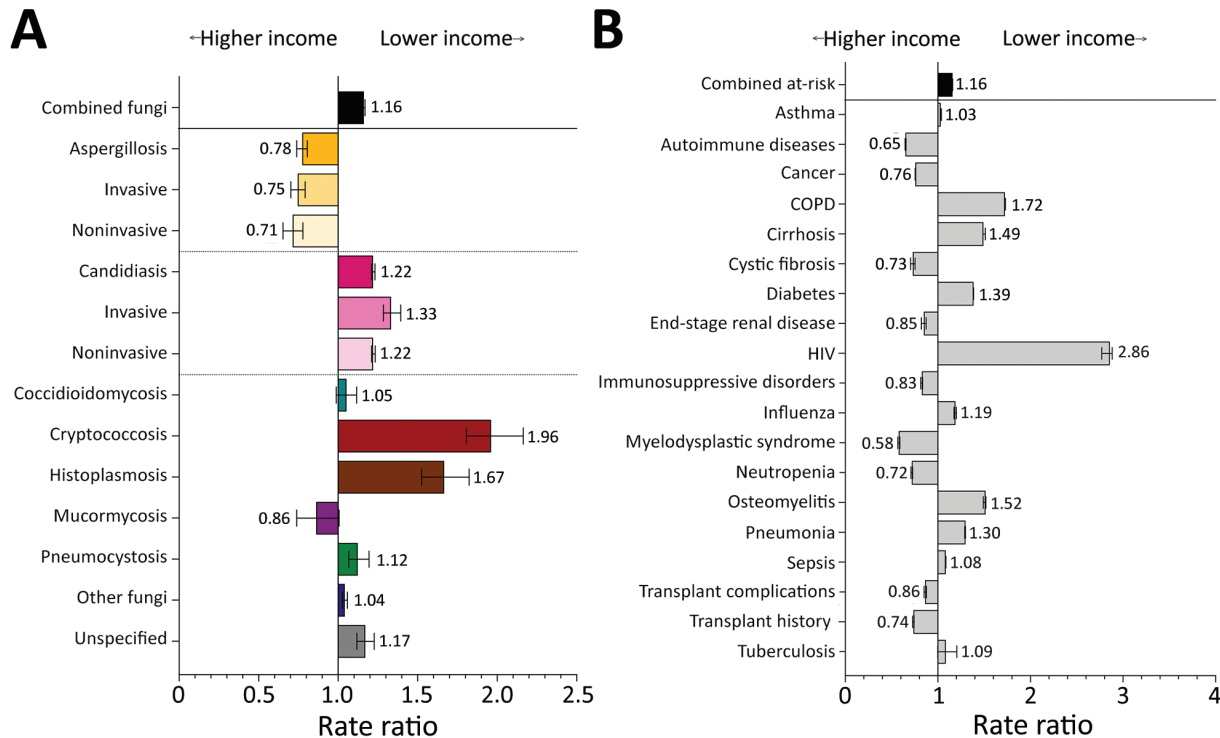 A
←Higher income Lower income→
Combined fungi 1.16
Aspergillosis 0.78
Invasive 0.75
Noninvasive 0.71
Candidiasis 1.22
Invasive 1.33
Noninvasive 1.22
Coccidioidomycosis 1.05
Cryptococcosis 1.96
Histoplasmosis 1.67
Mucormycosis 0.86
Pneumocystosis 1.12
Other fungi 1.04
Unspecified 1.17
0 0.5 1.0 1.5 2.0 2.5
Rate ratio
B
←Higher income Lower income→
Combined at-risk 1.16
Asthma 1.03
Autoimmune diseases 0.65
Cancer 0.76
COPD 1.72
Cirrhosis 1.49
Cystic fibrosis 0.73
Diabetes 1.39
End-stage renal disease 0.85
HIV 2.86
Immunosuppressive disorders 0.83
Influenza 1.19
Myelodysplastic syndrome 0.58
Neutropenia 0.72
Osteomyelitis 1.52
Pneumonia 1.30
Sepsis 1.08
Transplant complications 0.86
Transplant history 0.74
Tuberculosis 1.09
0 1 2 3 4
Rate ratio